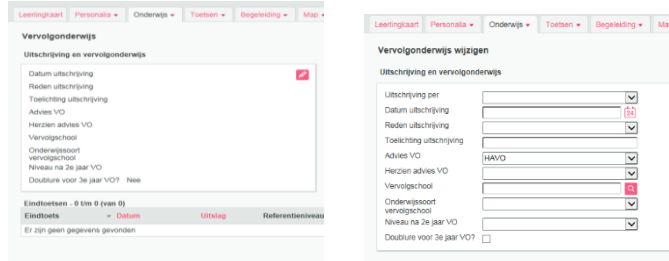 Leerlingkaart Personalia Onderwijs Toetsen Begeleiding Map
Vervolgonderwijs
Uitschrijving en vervolgonderwijs
Datum uitschrijving
Reden uitschrijving
Toelichting uitschrijving
Advies VO
Herzien advies VO
Vervolgschool
Onderwijssoort
vervolgschool
Niveau na 2e jaar VO
Doublure voor 3e jaar VO? Nee
Eindtoetsen - 0 t/m 0 (van 0)
Eindtoets Datum Uitslag Referentieniveau
Er zijn geen gegevens gevonden
Leerlingkaart Personalia Onderwijs Toetsen Begeleiding Ma
Vervolgonderwijs wijzigen
Uitschrijving en vervolgonderwijs
Uitschrijving per
Datum uitschrijving 24
Reden uitschrijving
Toelichting uitschrijving
Advies VO HAVO
Herzien advies VO
Vervolgschool
Onderwijssoort
vervolgschool
Niveau na 2e jaar VO
Doublure voor 3e jaar VO?